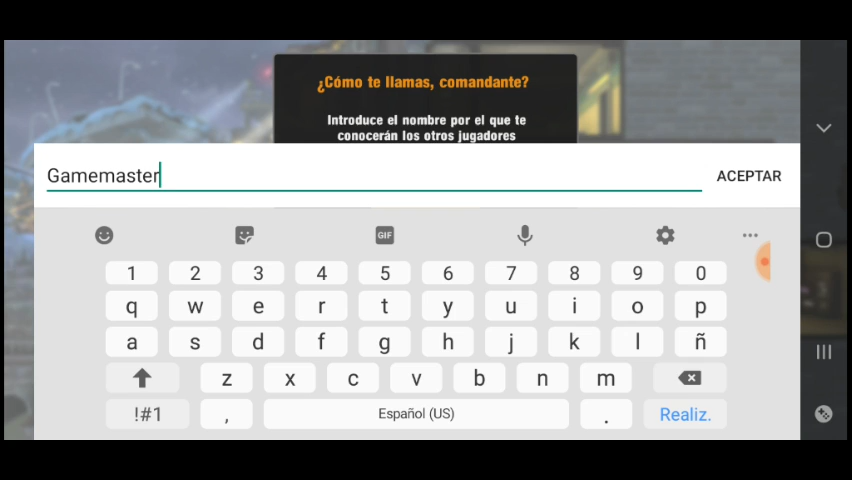 ¿Cómo te llamas, comandante?
Introduce el nombre por el que te
conocerán los otros jugadores
Gamemaster
ACEPTAR
GIF
1 2 3 4 5 6 7 8 9 0
q w e r t y u i o p
a s d f g h j k l ñ
z x c v b n m
!#1 , Español (US) . Realiz.